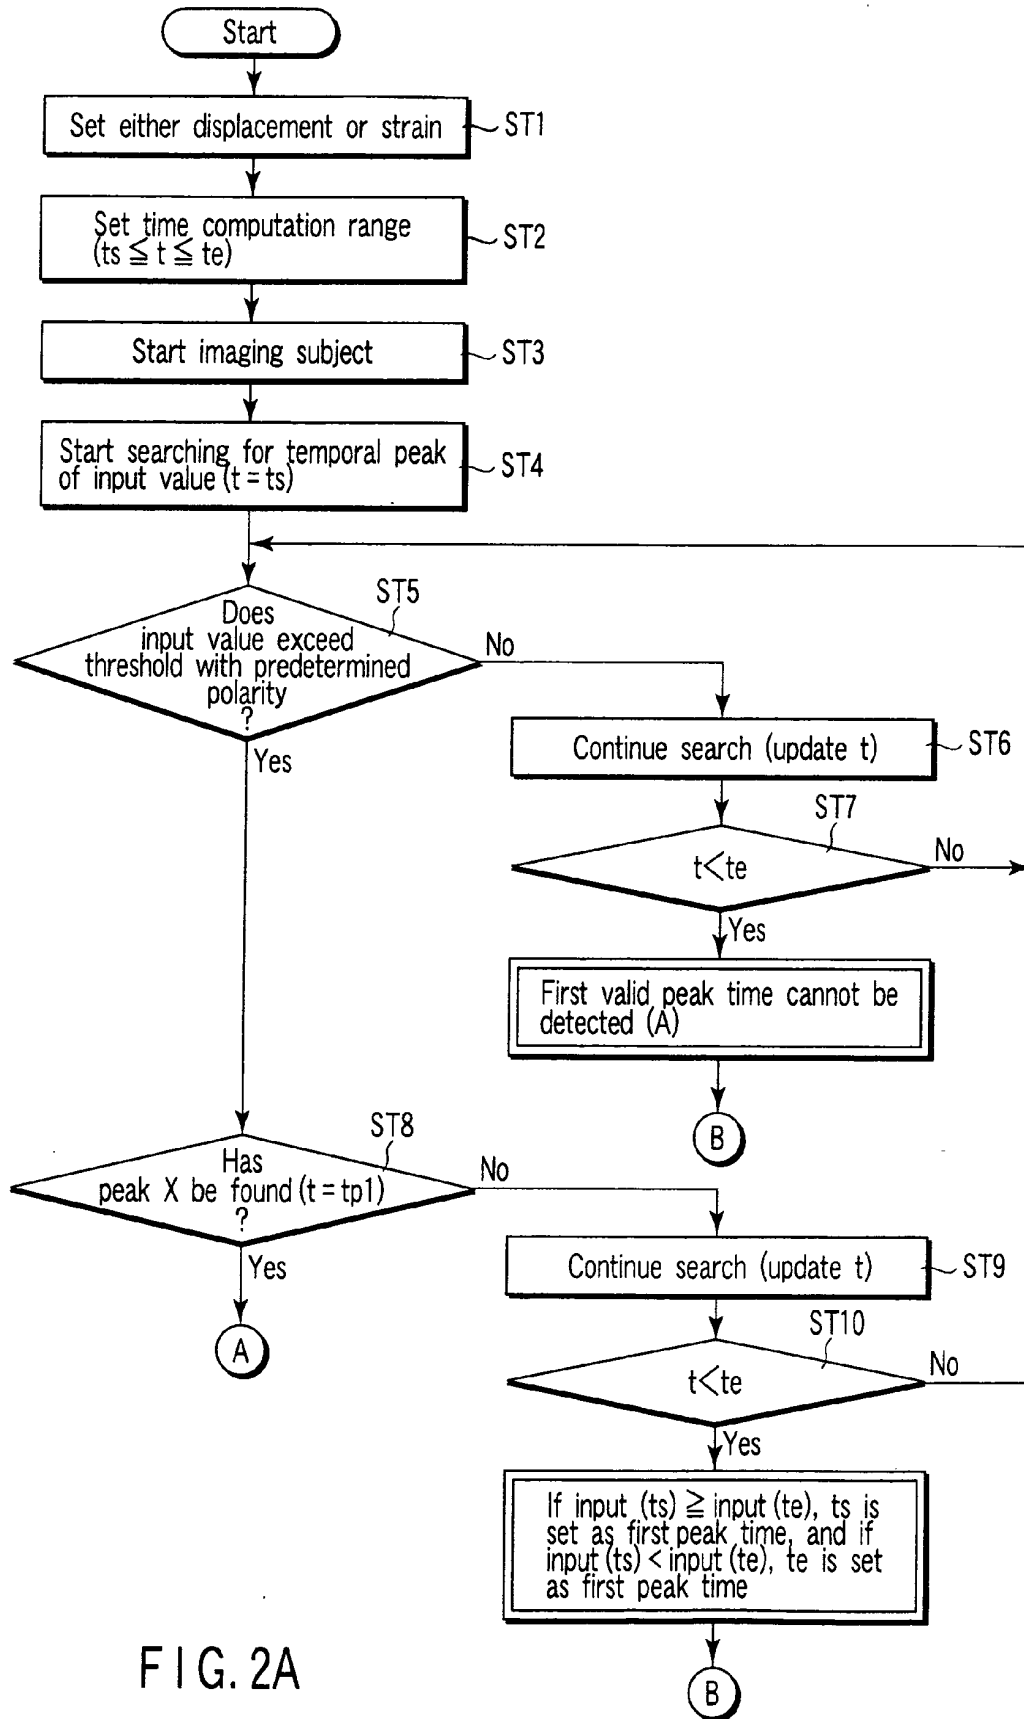 Start
Set either displacement or strain
ST1
Set time computation range
(ts ≦ t ≦ te)
ST2
Start imaging subject
ST3
Start searching for temporal peak
of input value (t = ts)
ST4
ST5
Does
input value exceed
threshold with predetermined
polarity
?
No
Yes
Continue search (update t)
ST6
ST7
t<te
No
Yes
First valid peak time cannot be
detected (A)
B
ST8
Has
peak X be found (t = tp1)
?
No
Yes
A
Continue search (update t)
ST9
ST10
t<te
No
Yes
If input (ts) ≧ input (te), ts is
set as first peak time, and if
input (ts) < input (te), te is set
as first peak time
B
FIG. 2A